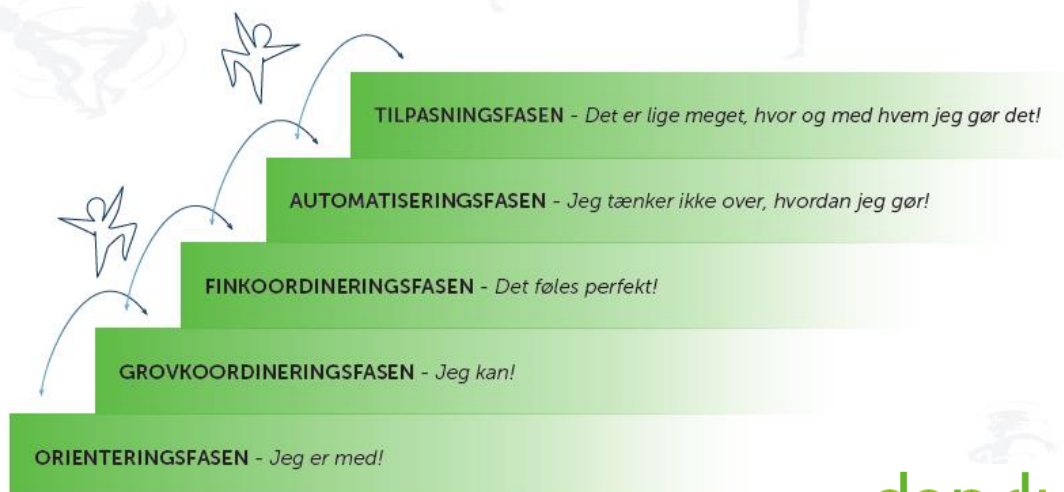 TILPASNINGSFASEN - Det er lige meget, hvor og med hvem jeg gør det!
AUTOMATISERINGSFASEN - Jeg tænker ikke over, hvordan jeg gør!
FINKOORDINERINGSFASEN - Det føles perfekt!
GROVKOORDINERINGSFASEN - Jeg kan!
ORIENTERINGSFASEN - Jeg er med!